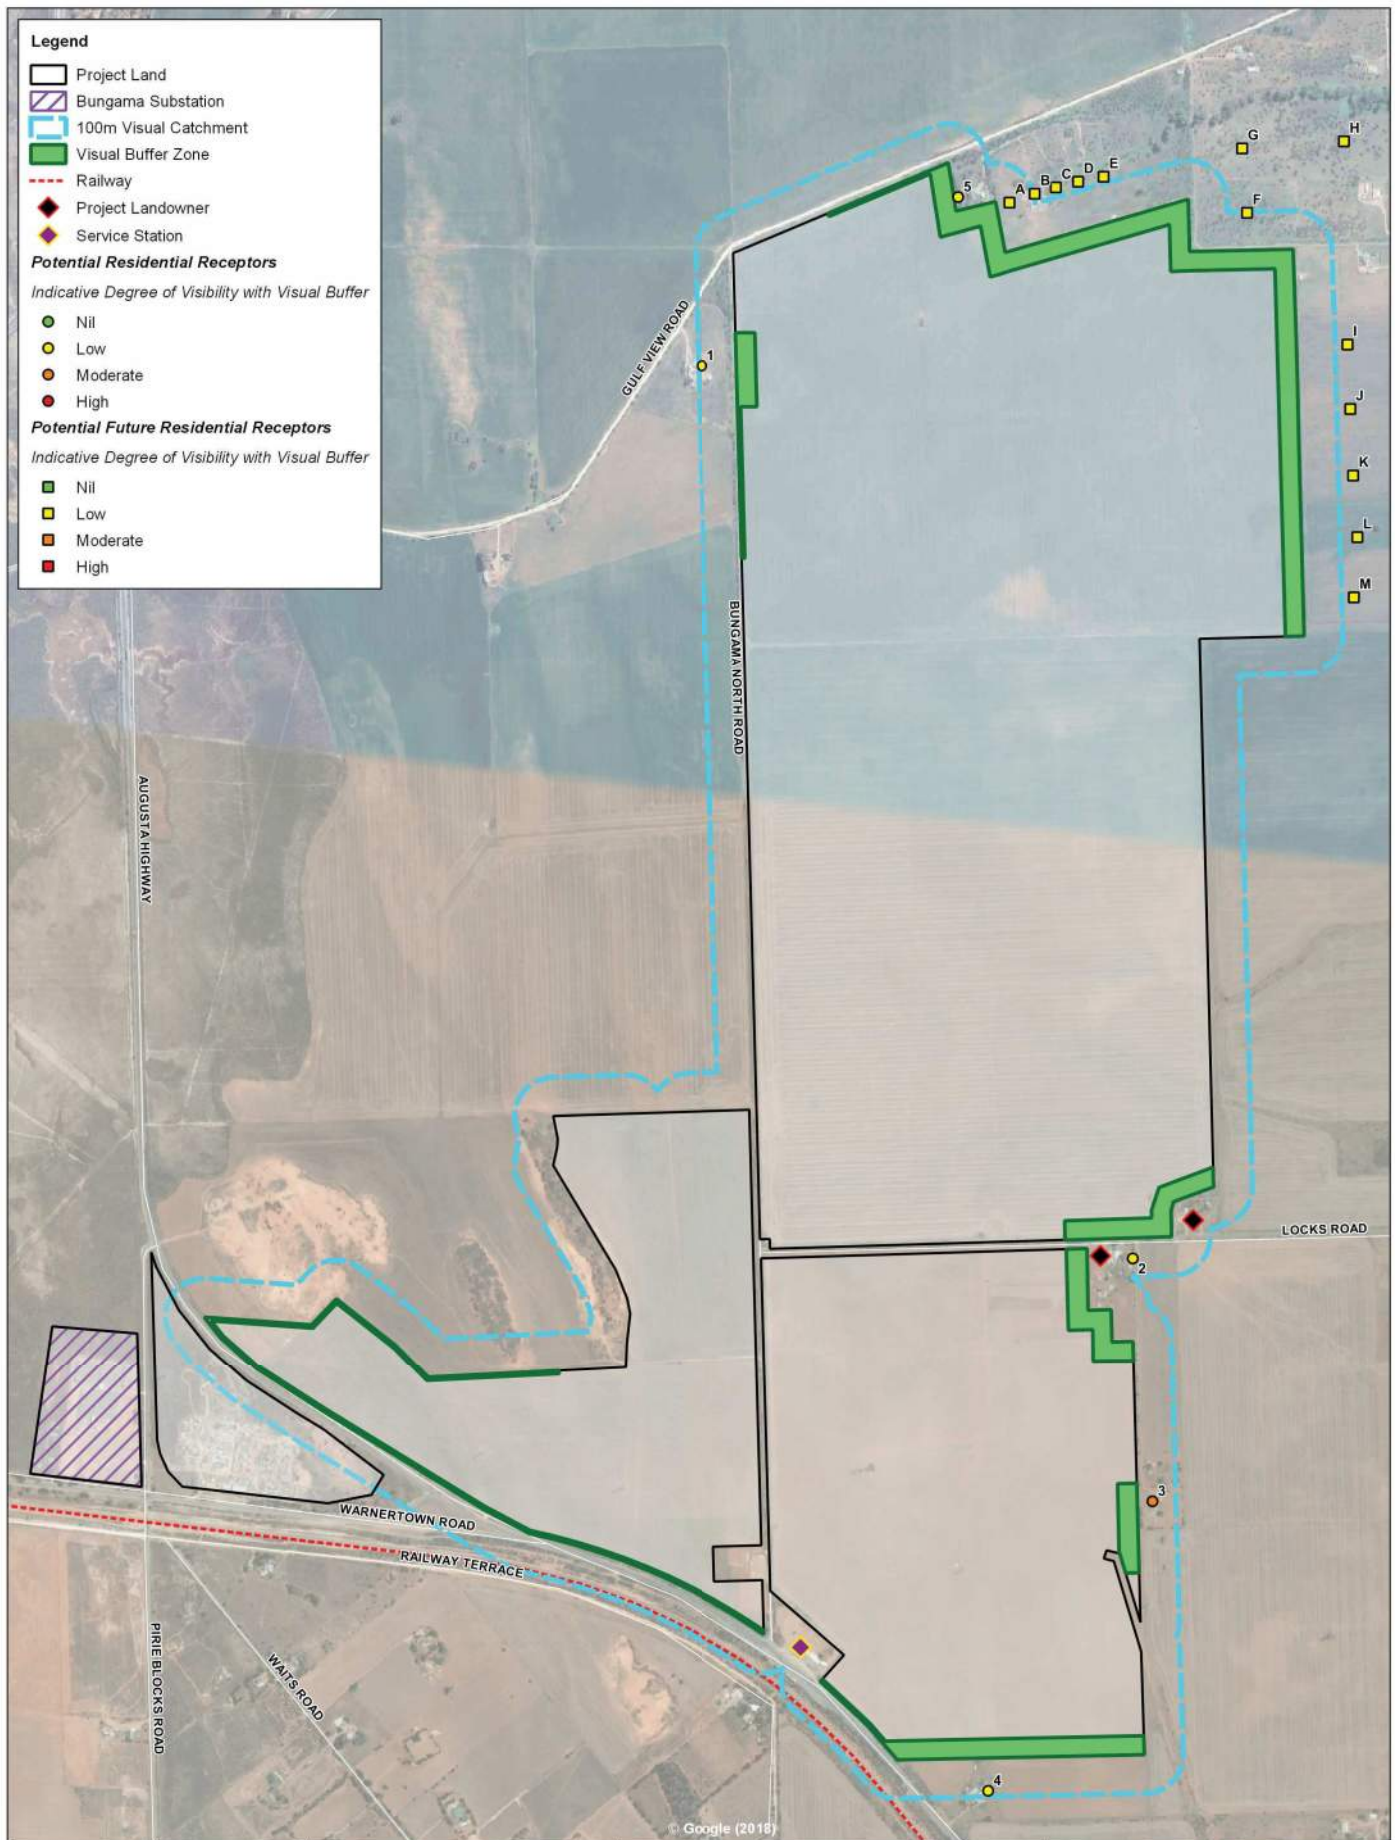 Legend
Project Land
Bungama Substation
100m Visual Catchment
Visual Buffer Zone
Railway
Project Landowner
Service Station
Potential Residential Receptors
Indicative Degree of Visibility with Visual Buffer
Nil
Low
Moderate
High
Potential Future Residential Receptors
Indicative Degree of Visibility with Visual Buffer
Nil
Low
Moderate
High
H
G
E
D
C
B
A
5
F
GULF VIEW ROAD
1
I
J
K
L
M
BUNGAMA NORTH ROAD
AUGUSTA HIGHWAY
LOCKS ROAD
2
3
WARNERTOWN ROAD
RAILWAY TERRACE
PIRIE BLOCKS ROAD
WAITS ROAD
4
© Google (2018)